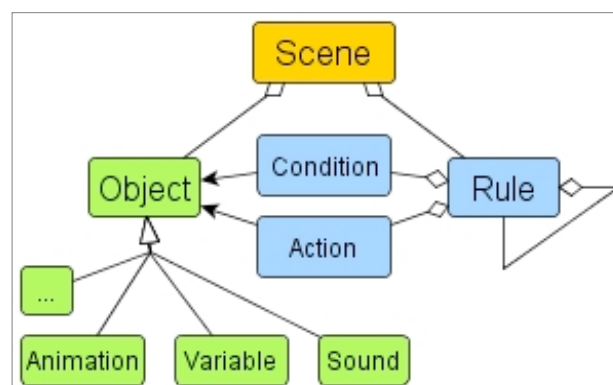 Scene
Condition
Object
Rule
Action
...
Animation
Variable
Sound